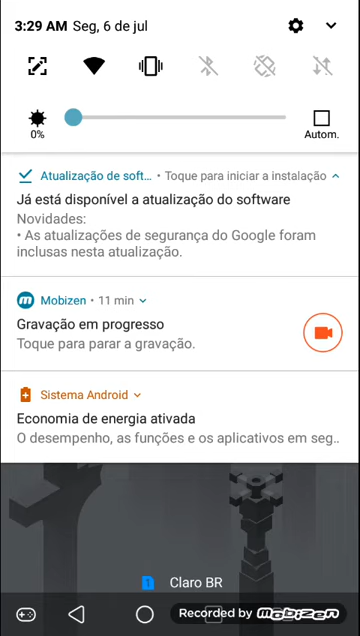 3:29 AM Seg, 6 de jul
0%
Autom.
Atualização de soft... • Toque para iniciar a instalação
Já está disponível a atualização do software
Novidades:
• As atualizações de segurança do Google foram
inclusas nesta atualização.
m Mobizen • 11 min
Gravação em progresso
Toque para parar a gravação.
Sistema Android
Economia de energia ativada
O desempenho, as funções e os aplicativos em seg..
1 Claro BR
Recorded by mobizen